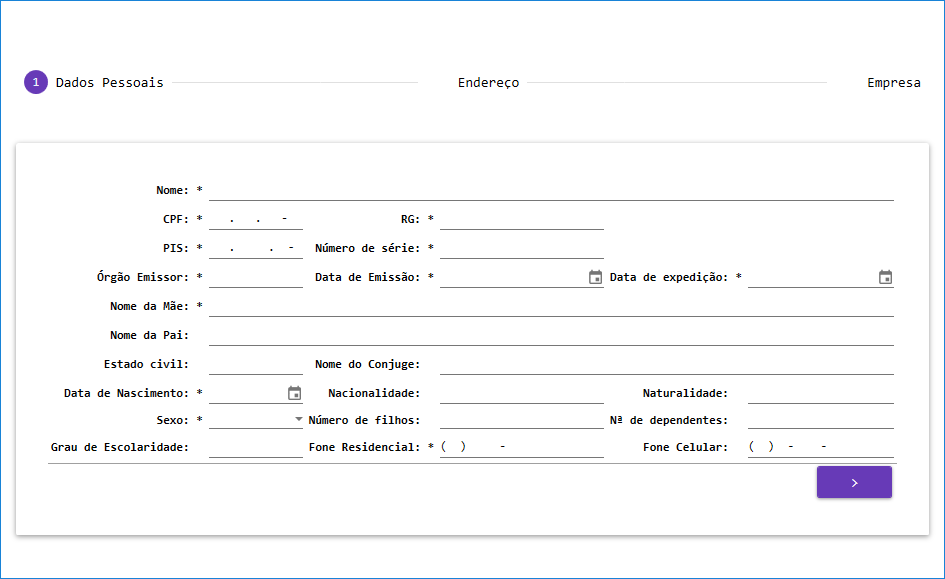 1 Dados Pessoais Endereço Empresa
Nome: *
CPF: * . . - RG: *
PIS: * . . - Número de série: *
Órgão Emissor: * Data de Emissão: * Data de expedição: *
Nome da Mãe: *
Nome da Pai:
Estado civil: Nome do Conjuge:
Data de Nascimento: * Nacionalidade: Naturalidade:
Sexo: * Número de filhos: Nª de dependentes:
Grau de Escolaridade: Fone Residencial: * ( ) - Fone Celular: ( ) - -
>